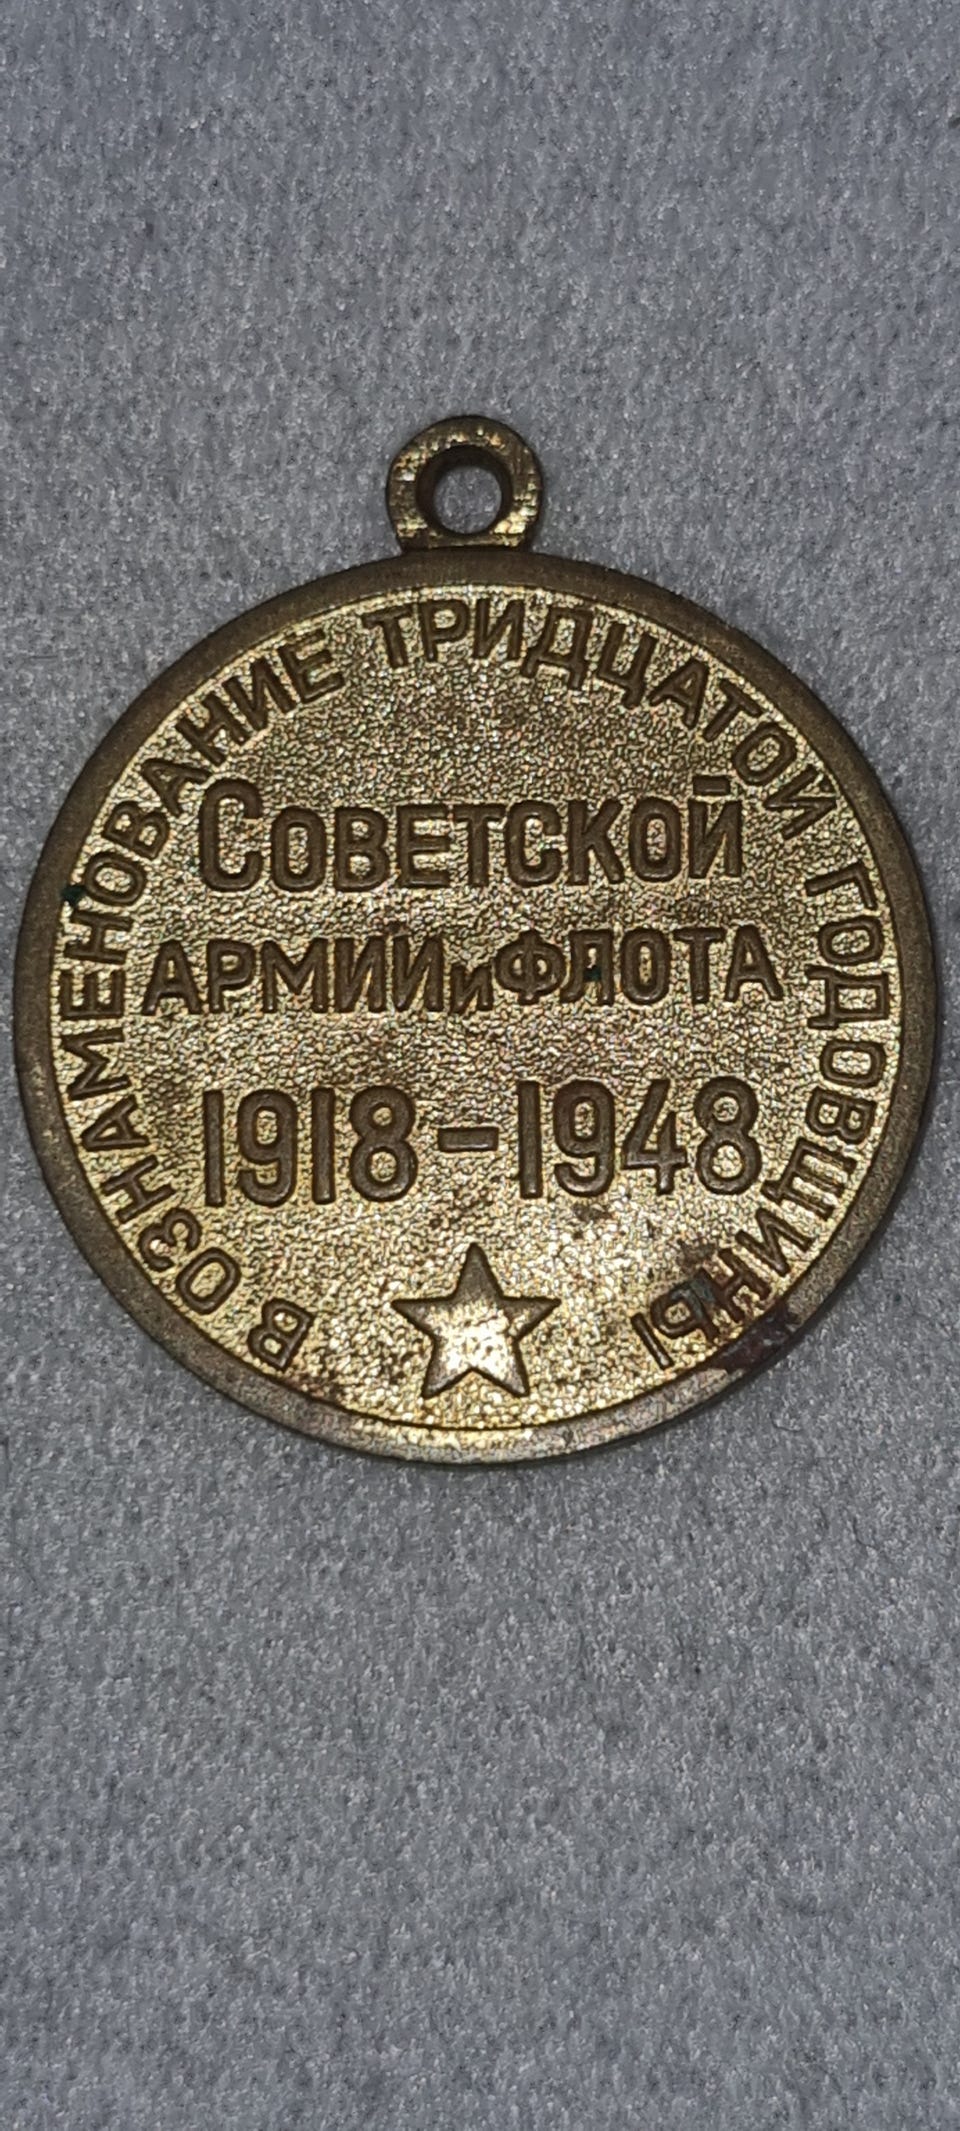 В ОЗНАМЕНОВАНИЕ ТРИДЦАТОЙ ГОДОВЩИНЫ
СОВЕТСКОЙ
АРМИИ и ФЛОТА
1918-1948